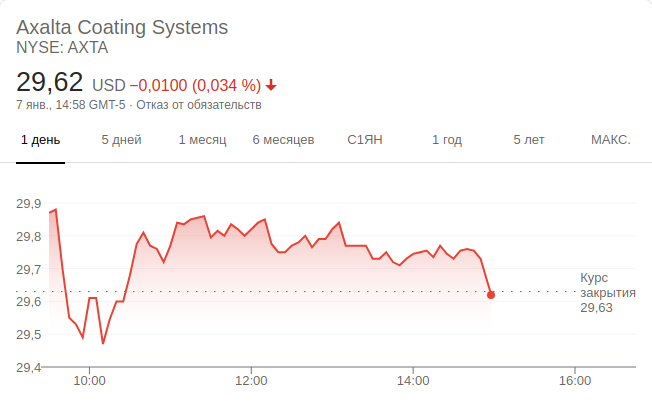 Axalta Coating Systems
NYSE: AXTA
29,62 USD −0,0100 (0,034 %)
7 янв., 14:58 GMT-5 · Отказ от обязательств
1 день 5 дней 1 месяц 6 месяцев С1ЯН 1 год 5 лет МАКС.
29,9
29,8
29,7
29,6
29,5
29,4
Курс
закрытия
29,63
10:00 12:00 14:00 16:00